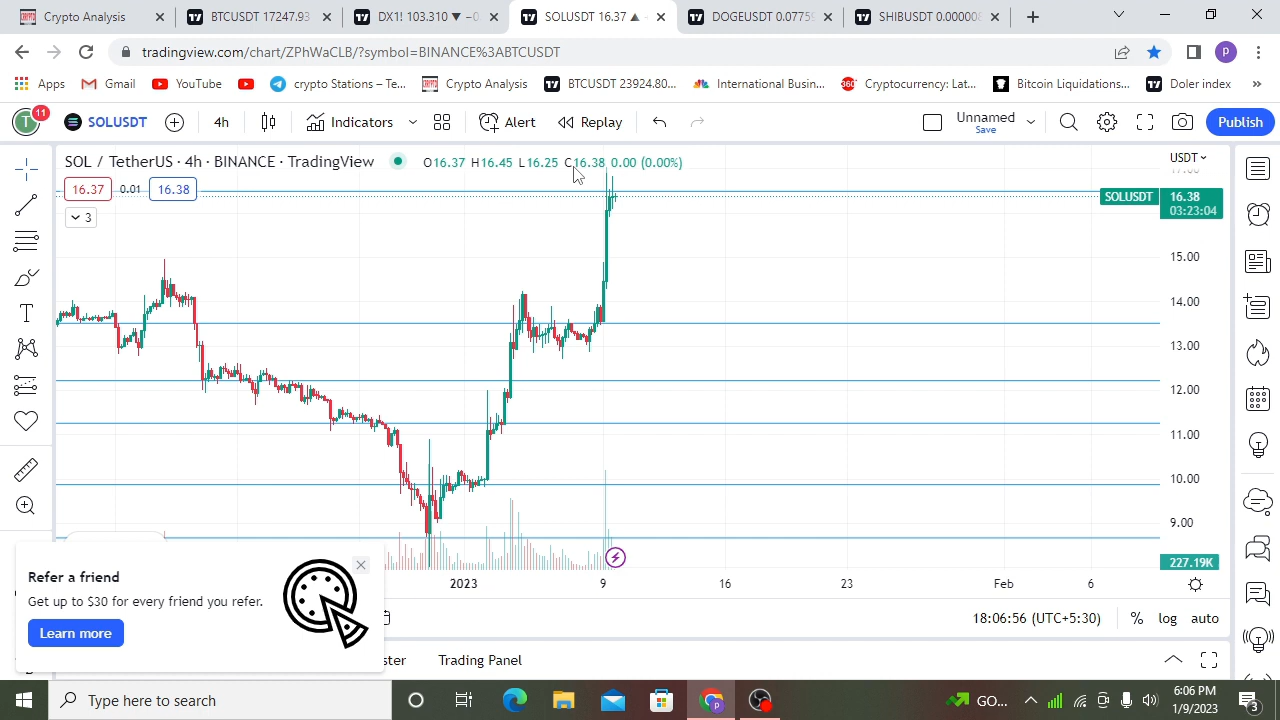 Crypto Analysis
BTCUSDT 17247.93
DX1! 103.310 ▼ −0
SOLUSDT 16.37 ▲
DOGEUSDT 0.0775
SHIBUSDT 0.00000
tradingview.com/chart/ZPhWaCLB/?symbol=BINANCE%3ABTCUSDT
P
Apps
Gmail
YouTube
crypto Stations – Te...
Crypto Analysis
BTCUSDT 23924.80...
International Busin...
Cryptocurrency: Lat...
Bitcoin Liquidations...
Doler index
»
T
11
SOLUSDT
4h
Indicators
Alert
Replay
Unnamed
Save
Publish
SOL / TetherUS · 4h · BINANCE · TradingView
O16.37 H16.45 L16.25 C16.38 0.00 (0.00%)
USDT
17.00
16.37
0.01
16.38
SOLUSDT
16.38
03:23:04
3
15.00
14.00
13.00
12.00
11.00
10.00
9.00
227.19K
2023
9
16
23
Feb
6
Refer a friend
Get up to $30 for every friend you refer.
Learn more
18:06:56 (UTC+5:30)
%
log
auto
ster
Trading Panel
Type here to search
GO...
6:06 PM
1/9/2023
3